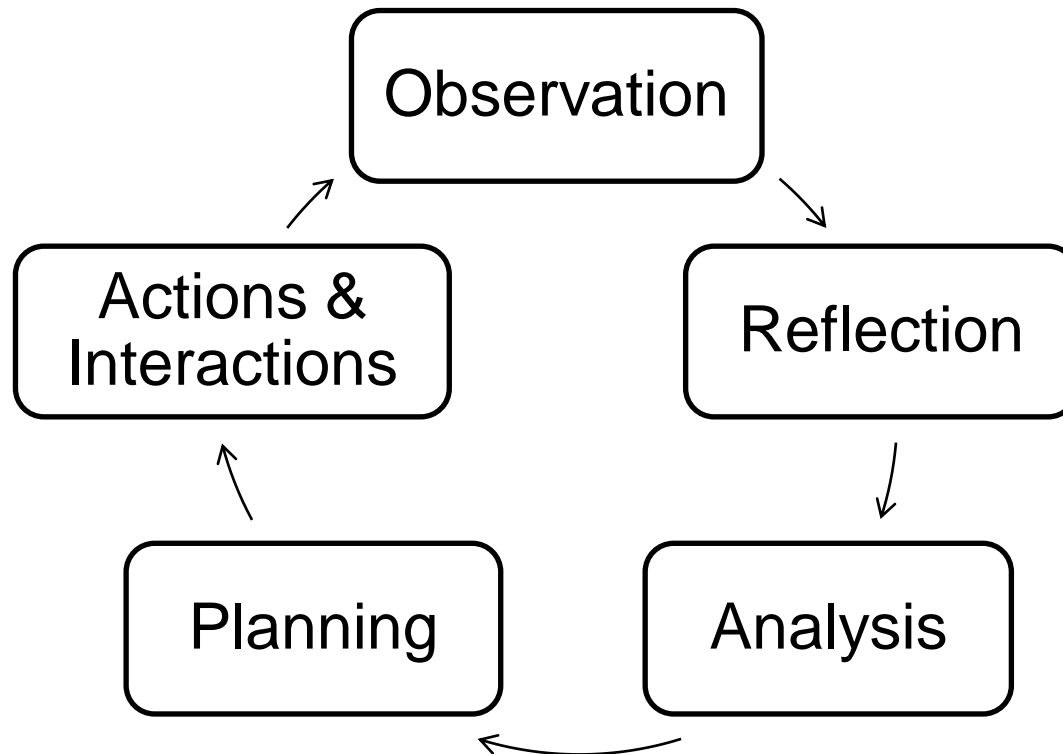 Observation
Reflection
Analysis
Planning
Actions &
Interactions